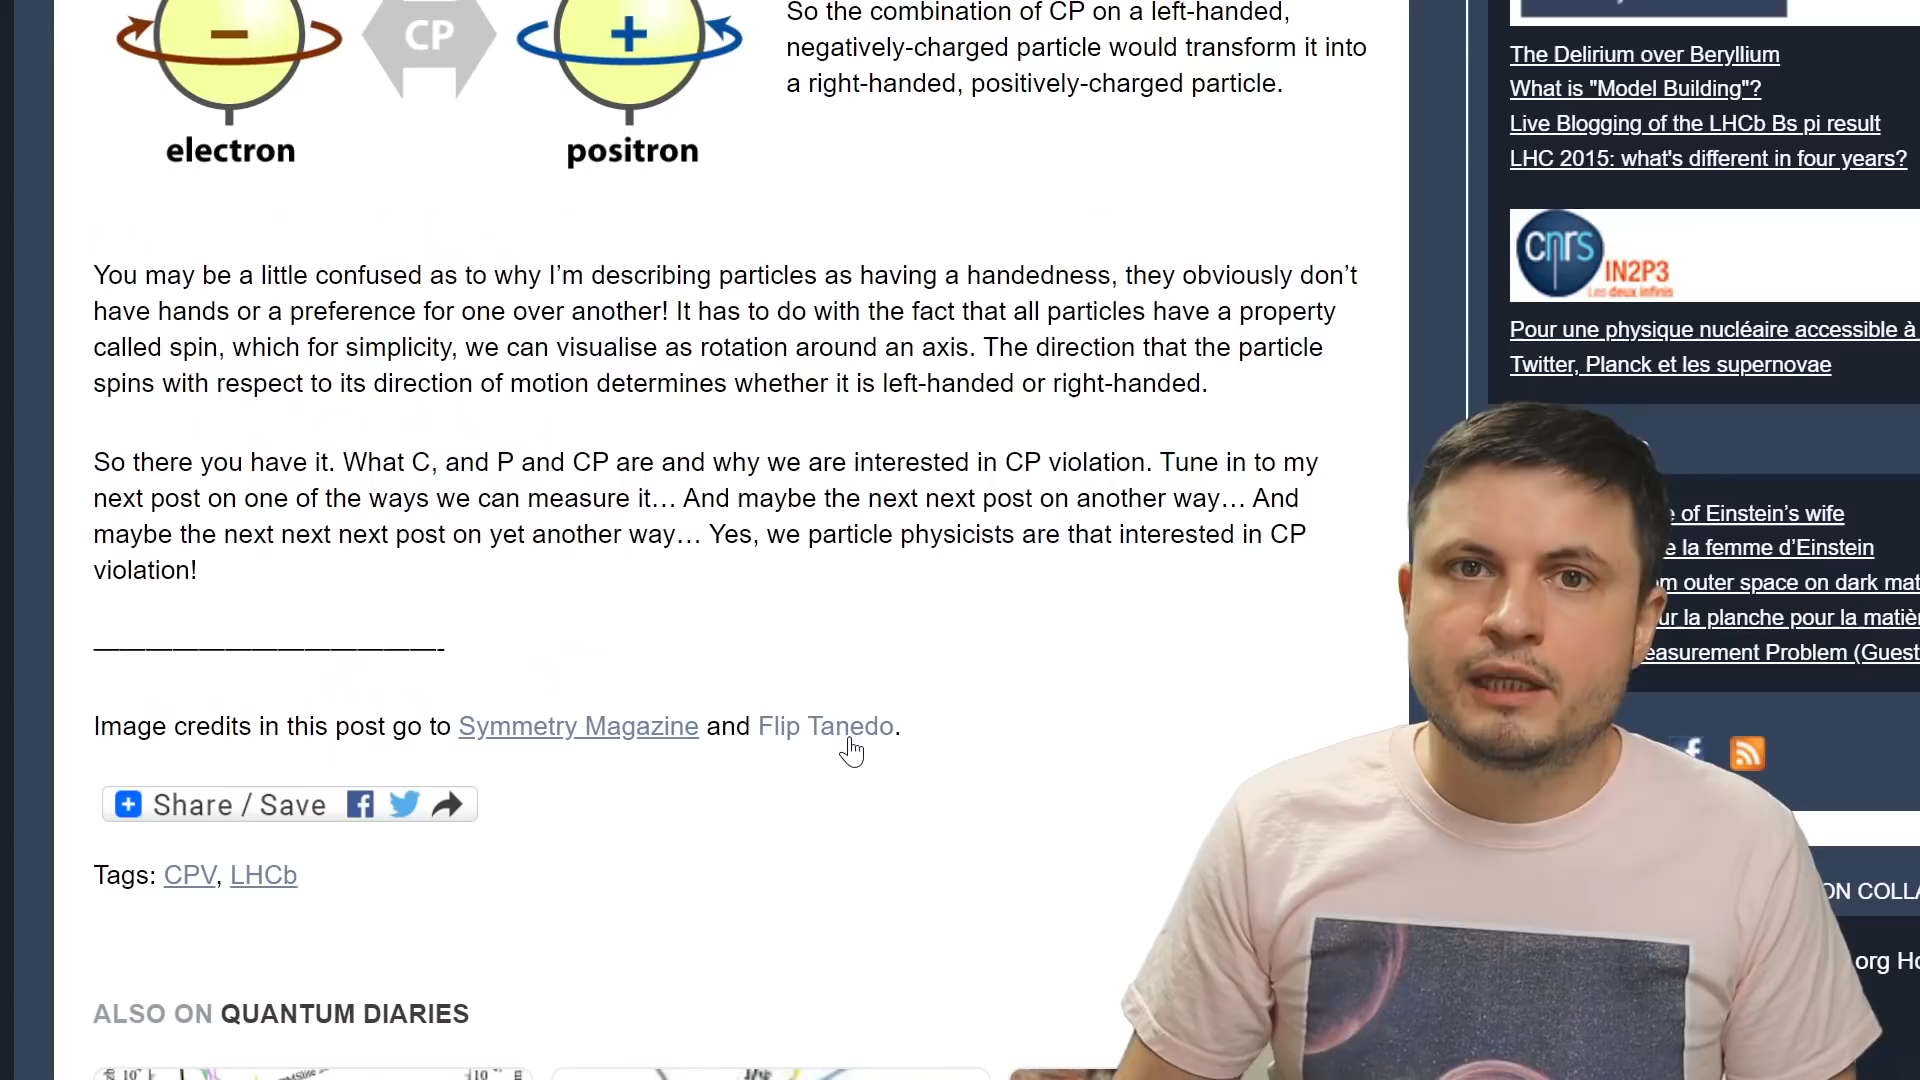 − CP +
electron positron
So the combination of CP on a left-handed,
negatively-charged particle would transform it into
a right-handed, positively-charged particle.
You may be a little confused as to why I’m describing particles as having a handedness, they obviously don’t
have hands or a preference for one over another! It has to do with the fact that all particles have a property
called spin, which for simplicity, we can visualise as rotation around an axis. The direction that the particle
spins with respect to its direction of motion determines whether it is left-handed or right-handed.
So there you have it. What C, and P and CP are and why we are interested in CP violation. Tune in to my
next post on one of the ways we can measure it… And maybe the next next post on another way… And
maybe the next next next post on yet another way… Yes, we particle physicists are that interested in CP
violation!
—————————————-
Image credits in this post go to Symmetry Magazine and Flip Tanedo.
Share / Save
Tags: CPV, LHCb
ALSO ON QUANTUM DIARIES
The Delirium over Beryllium
What is "Model Building"?
Live Blogging of the LHCb Bs pi result
LHC 2015: what's different in four years?
cnrs
IN2P3
Les deux infinis
Pour une physique nucléaire accessible à
Twitter, Planck et les supernovae
of Einstein’s wife
la femme d’Einstein
outer space on dark
la planche pour la
Problem (Guest
org